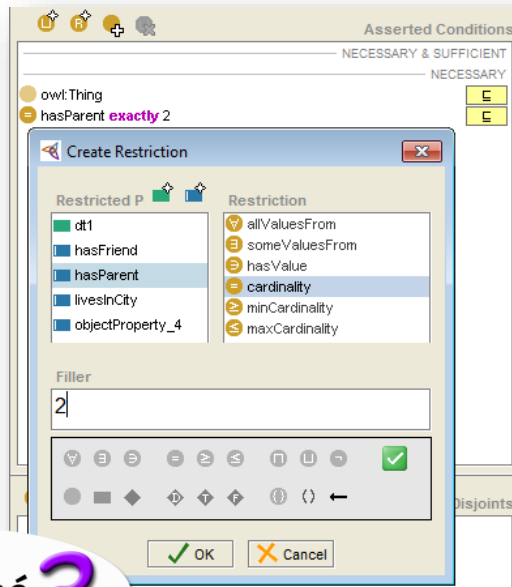 Asserted Conditions
NECESSARY & SUFFICIENT
NECESSARY
owl:Thing
hasParent exactly 2
Create Restriction
Restricted P
Restriction
dt1
hasFriend
hasParent
livesInCity
objectProperty_4
allValuesFrom
someValuesFrom
hasValue
cardinality
minCardinality
maxCardinality
Filler
2
Disjoints
OK
Cancel